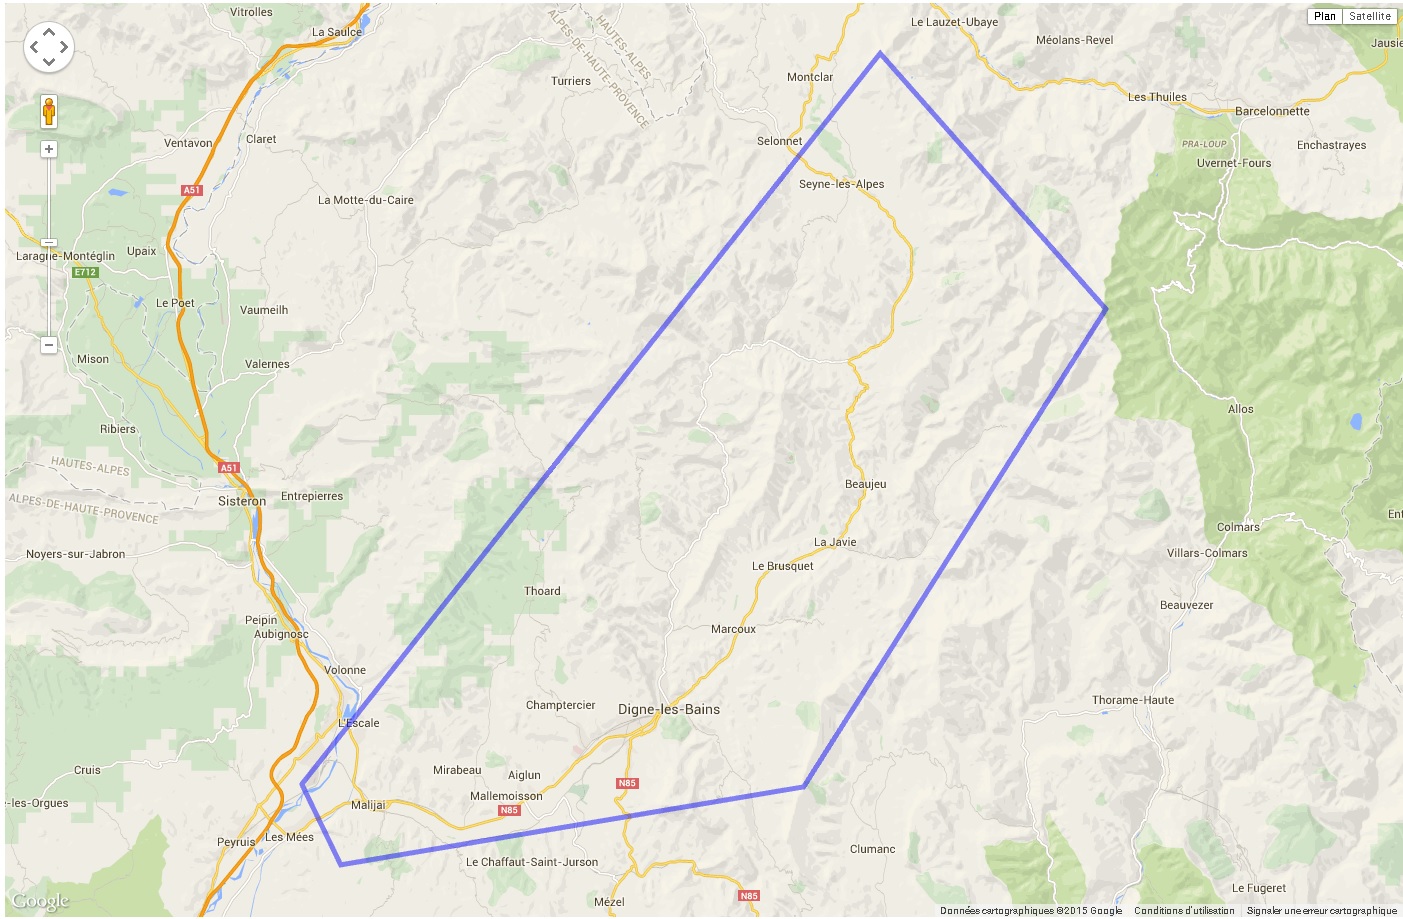 Vitrolles
La Saulce
HAUTES-ALPES
ALPES-DE-HAUTE-PROVENCE
Le Lauzet-Ubaye
Méolans-Revel
Plan
Satellite
Jausie
Turriers
Montclar
Les Thuiles
Barcelonnette
Ventavon
Claret
Selonnet
PRA-LOUP
Enchastrayes
Uvernet-Fours
A51
Seyne-les-Alpes
La Motte-du-Caire
Laragne-Montéglin
Upaix
E712
Le Poet
Vaumeilh
Mison
Valernes
Allos
Ribiers
HAUTES-ALPES
A51
ALPES-DE-HAUTE-PROVENCE
Sisteron
Entrepierres
Beaujeu
Ent
Colmars
Noyers-sur-Jabron
La Javie
Villars-Colmars
Le Brusquet
Thoard
Beauvezer
Peipin
Aubignosc
Marcoux
Volonne
Champtercier
Digne-les-Bains
Thorame-Haute
L'Escale
Cruis
Mirabeau
Aiglun
N85
Mallemoisson
e-les-Orgues
Malijai
N85
Peyruis
Les Mées
Clumanc
Le Chaffaut-Saint-Jurson
Le Fugeret
Mézel
N85
Google
Données cartographiques ©2015 Google
Conditions d'utilisation
Signaler une erreur cartographique